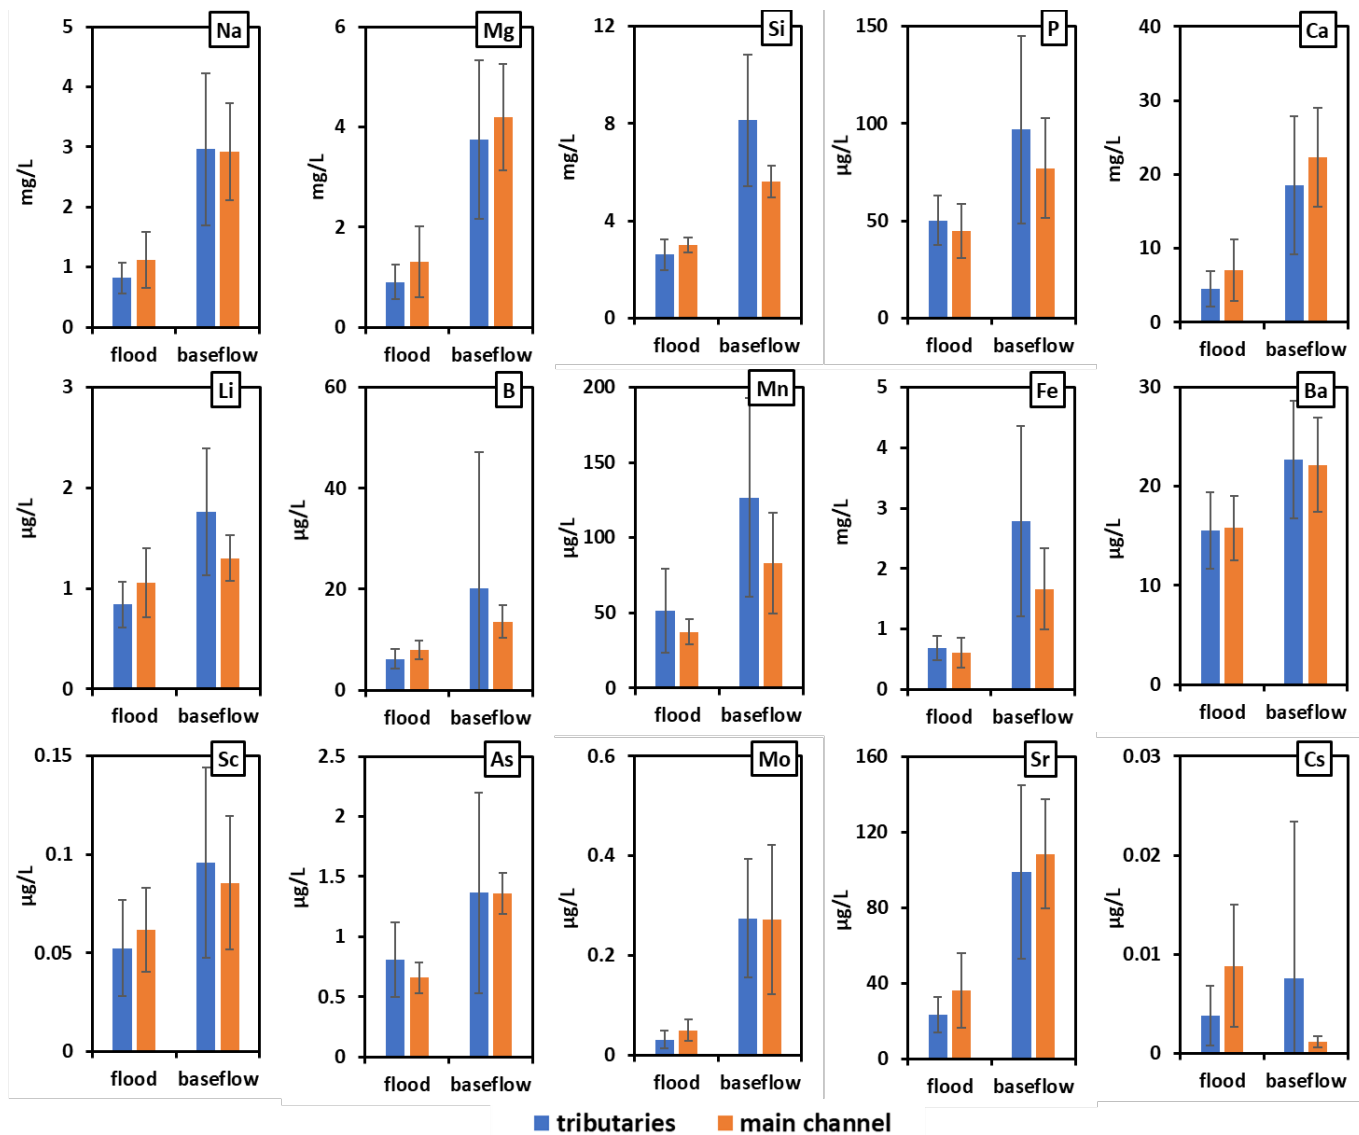 Na
5
4
3
2
1
0
mg/L
flood baseflow
Mg
6
4
2
0
mg/L
flood baseflow
Si
12
8
4
0
mg/L
flood baseflow
P
150
100
50
0
µg/L
flood baseflow
Ca
40
30
20
10
0
mg/L
flood baseflow
Li
3
2
1
0
µg/L
flood baseflow
B
60
40
20
0
µg/L
flood baseflow
Mn
200
150
100
50
0
µg/L
flood baseflow
Fe
5
4
3
2
1
0
mg/L
flood baseflow
Ba
30
20
10
0
µg/L
flood baseflow
Sc
0.15
0.1
0.05
0
µg/L
flood baseflow
As
2.5
2
1.5
1
0.5
0
µg/L
flood baseflow
Mo
0.6
0.4
0.2
0
µg/L
flood baseflow
Sr
160
120
80
40
0
µg/L
flood baseflow
Cs
0.03
0.02
0.01
0
µg/L
flood baseflow
tributaries main channel